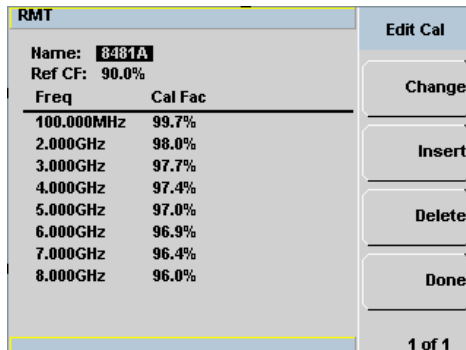 RMT
Edit Cal
Name: 8481A
Ref CF: 90.0%
Change
Freq Cal Fac
100.000MHz 99.7%
2.000GHz 98.0%
Insert
3.000GHz 97.7%
4.000GHz 97.4%
5.000GHz 97.0%
Delete
6.000GHz 96.9%
7.000GHz 96.4%
8.000GHz 96.0%
Done
1 of 1